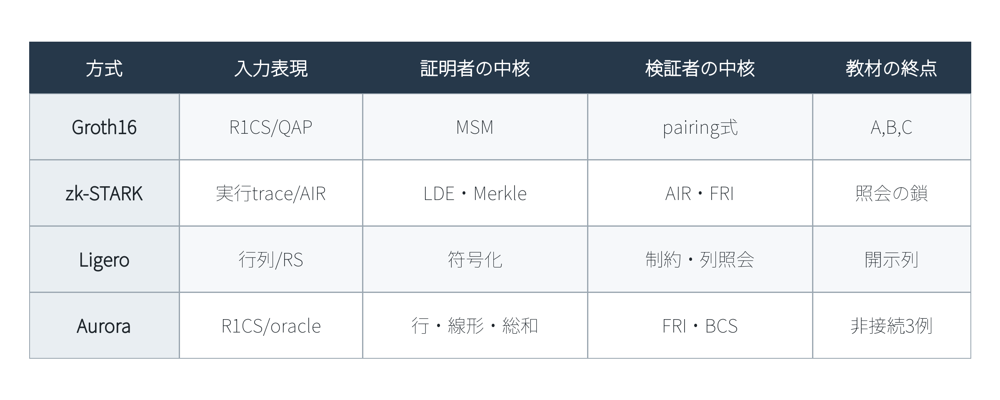 方式 入力表現 証明者の中核 検証者の中核 教材の終点
Groth16 R1CS/QAP MSM pairing式 A,B,C
zk-STARK 実行trace/AIR LDE・Merkle AIR・FRI 照会の鎖
Ligero 行列/RS 符号化 制約・列照会 開示列
Aurora R1CS/oracle 行・線形・総和 FRI・BCS 非接続3例